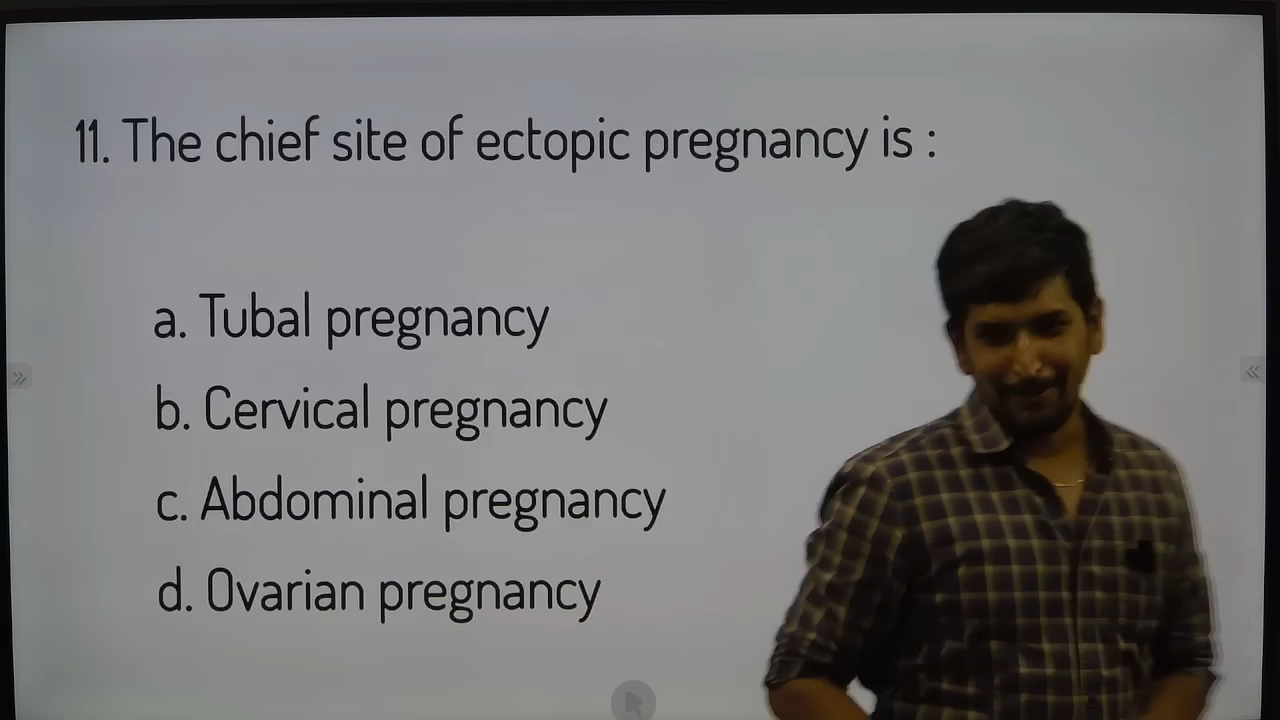 11. The chief site of ectopic pregnancy is :
a. Tubal pregnancy
b. Cervical pregnancy
c. Abdominal pregnancy
d. Ovarian pregnancy